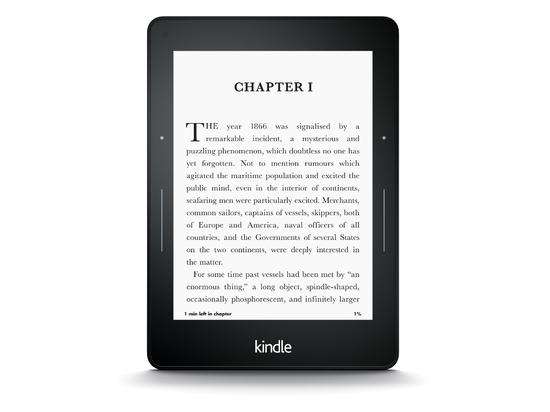 CHAPTER I
THE year 1866 was signalised by a
remarkable incident, a mysterious and
puzzling phenomenon, which doubtless no one has
yet forgotten. Not to mention rumours which
agitated the maritime population and excited the
public mind, even in the interior of continents,
seafaring men were particularly excited. Merchants,
common sailors, captains of vessels, skippers, both
of Europe and America, naval officers of all
countries, and the Governments of several States
on the two continents, were deeply interested in
the matter.
For some time past vessels had been met by “an
enormous thing,” a long object, spindle-shaped,
occasionally phosphorescent, and infinitely larger
1 min left in chapter 1%
kindle